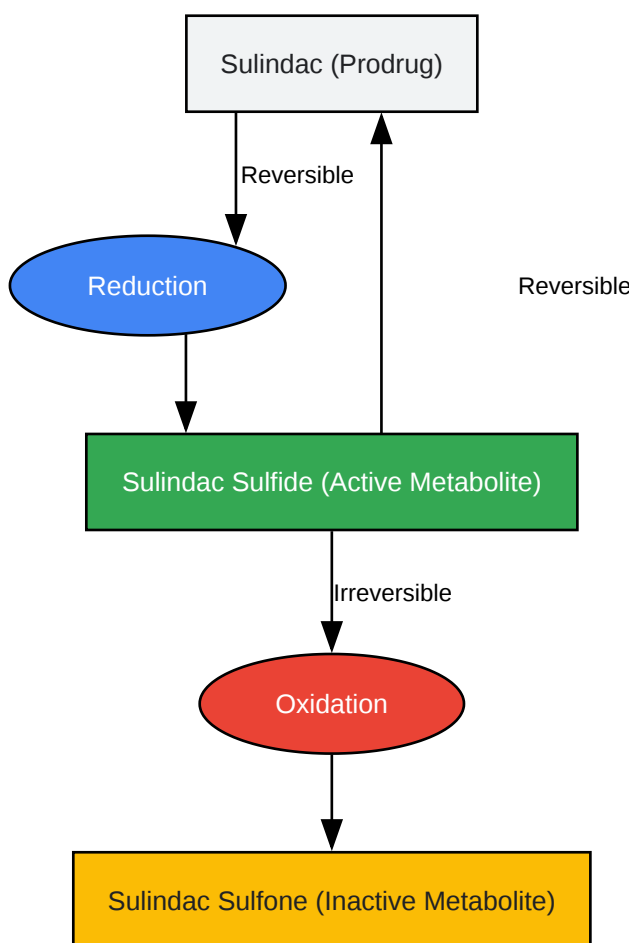 Sulindac (Prodrug)
Reversible
Reduction
Reversible
Sulindac Sulfide (Active Metabolite)
Irreversible
Oxidation
Sulindac Sulfone (Inactive Metabolite)